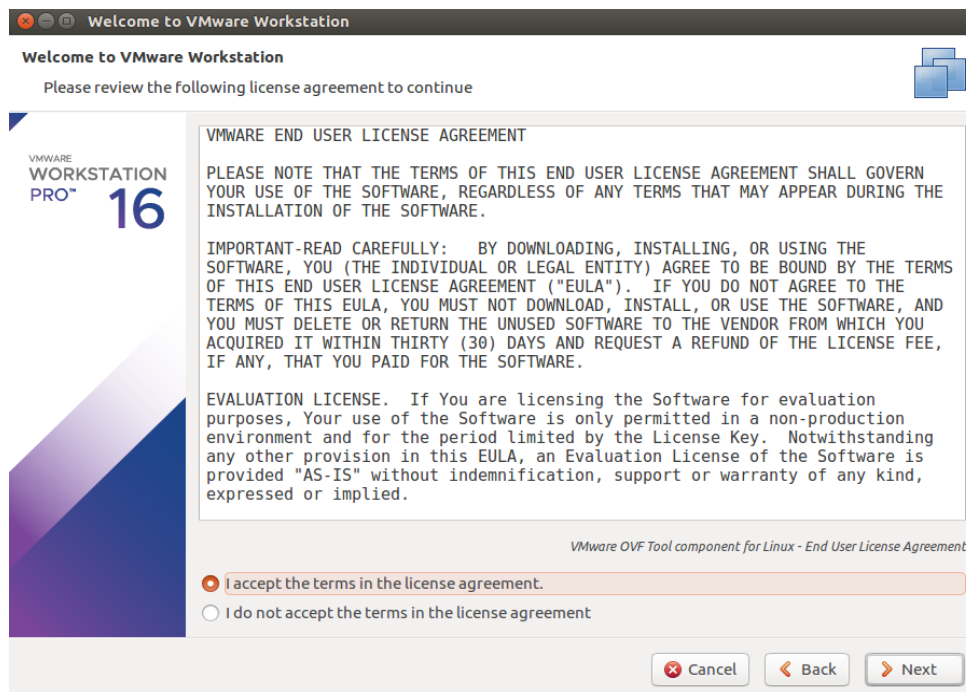 Welcome to VMware Workstation
Welcome to VMware Workstation
Please review the following license agreement to continue
VMWARE
WORKSTATION
PRO™ 16
VMWARE END USER LICENSE AGREEMENT
PLEASE NOTE THAT THE TERMS OF THIS END USER LICENSE AGREEMENT SHALL GOVERN
YOUR USE OF THE SOFTWARE, REGARDLESS OF ANY TERMS THAT MAY APPEAR DURING THE
INSTALLATION OF THE SOFTWARE.
IMPORTANT-READ CAREFULLY:   BY DOWNLOADING, INSTALLING, OR USING THE
SOFTWARE, YOU (THE INDIVIDUAL OR LEGAL ENTITY) AGREE TO BE BOUND BY THE TERMS
OF THIS END USER LICENSE AGREEMENT ("EULA").  IF YOU DO NOT AGREE TO THE
TERMS OF THIS EULA, YOU MUST NOT DOWNLOAD, INSTALL, OR USE THE SOFTWARE, AND
YOU MUST DELETE OR RETURN THE UNUSED SOFTWARE TO THE VENDOR FROM WHICH YOU
ACQUIRED IT WITHIN THIRTY (30) DAYS AND REQUEST A REFUND OF THE LICENSE FEE,
IF ANY, THAT YOU PAID FOR THE SOFTWARE.
EVALUATION LICENSE.  If You are licensing the Software for evaluation
purposes, Your use of the Software is only permitted in a non-production
environment and for the period limited by the License Key.  Notwithstanding
any other provision in this EULA, an Evaluation License of the Software is
provided "AS-IS" without indemnification, support or warranty of any kind,
expressed or implied.
VMware OVF Tool component for Linux - End User License Agreement
I accept the terms in the license agreement.
I do not accept the terms in the license agreement
Cancel Back Next